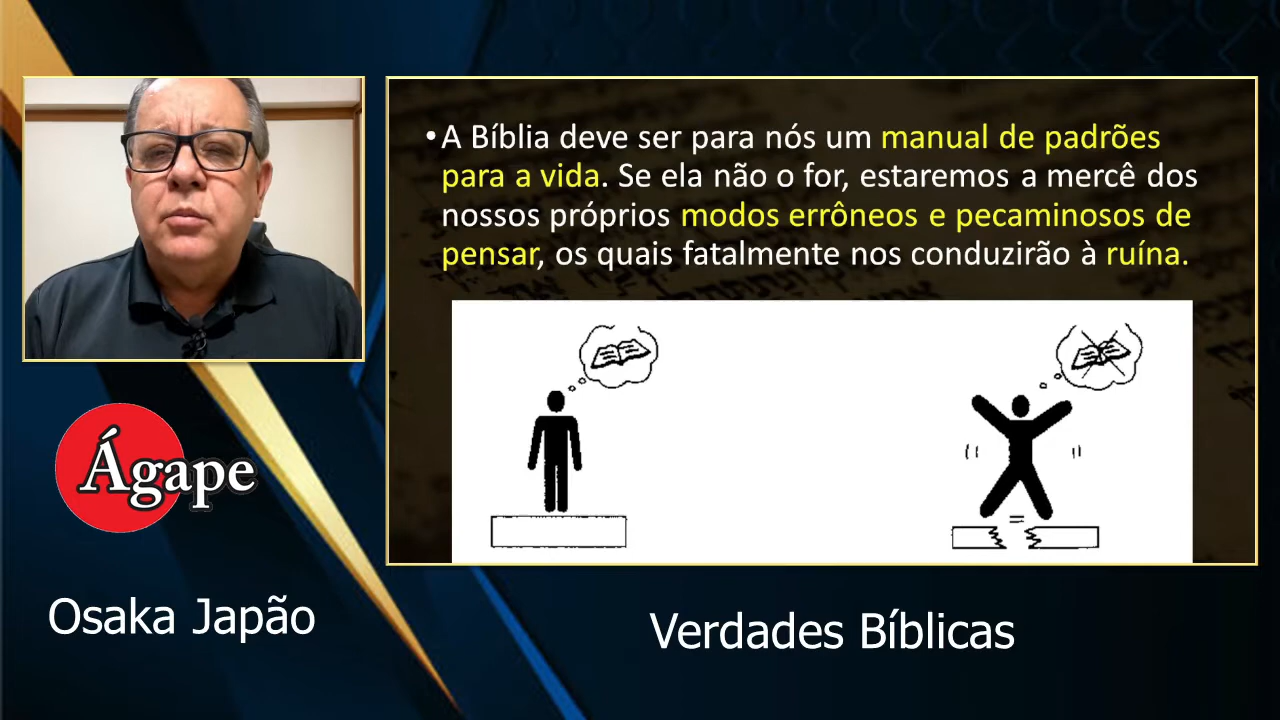 • A Bíblia deve ser para nós um manual de padrões
para a vida. Se ela não o for, estaremos a mercê dos
nossos próprios modos errôneos e pecaminosos de
pensar, os quais fatalmente nos conduzirão à ruína.
Ágape
Osaka Japão
Verdades Bíblicas